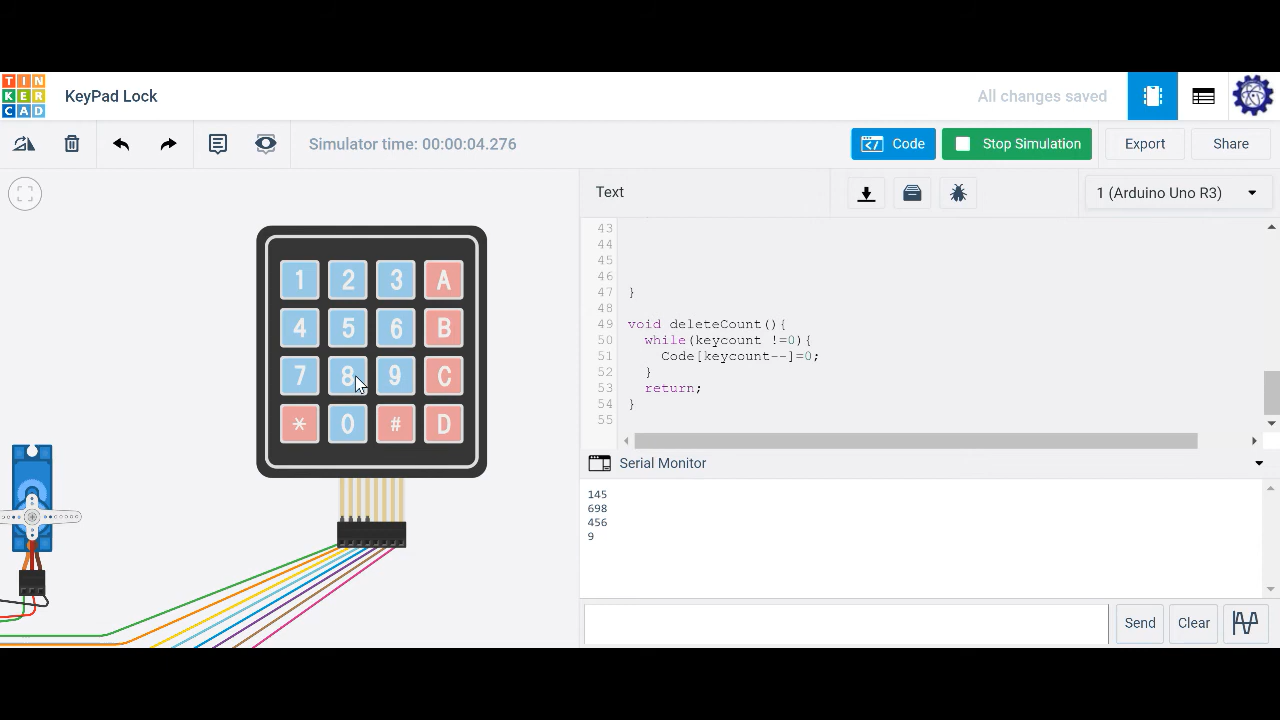 TIN
KER
CAD
KeyPad Lock
All changes saved
Simulator time: 00:00:04.276
Code
Stop Simulation
Export
Share
Text
1 (Arduino Uno R3)
1 2 3 A
4 5 6 B
7 8 9 C
* 0 # D
43
44
45
46
47 }
48
49 void deleteCount(){
50 while(keycount !=0){
51 Code[keycount--]=0;
52 }
53 return;
54 }
55
Serial Monitor
145
698
456
9
Send
Clear